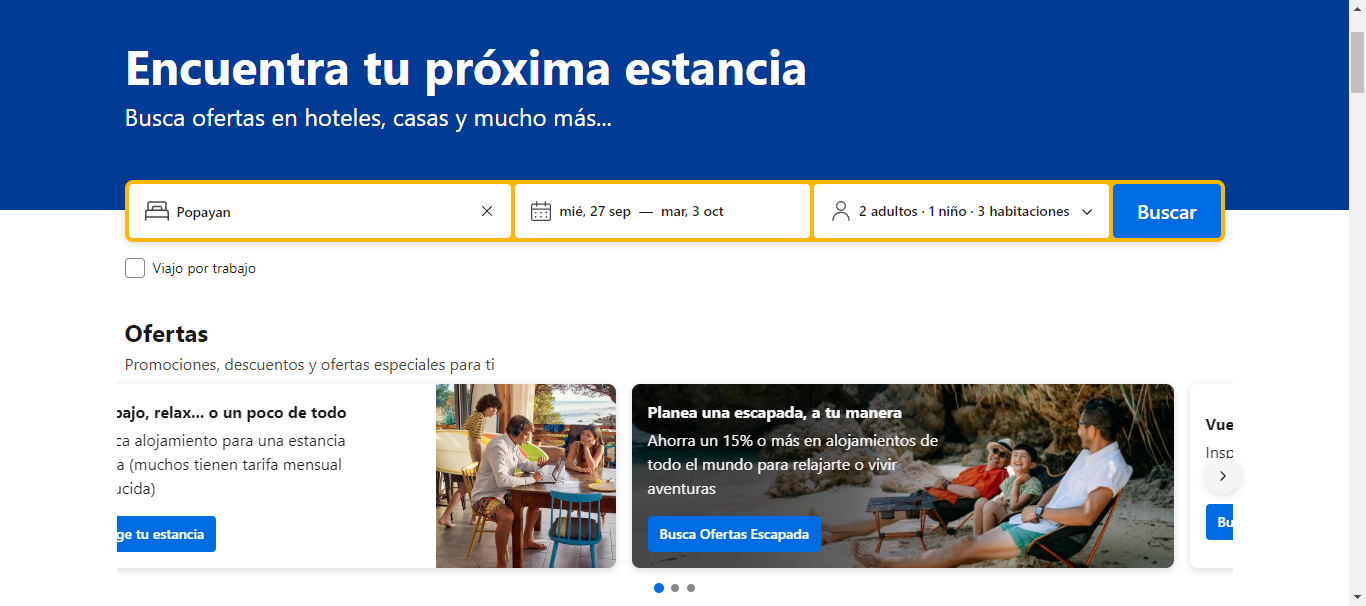 Encuentra tu próxima estancia
Busca ofertas en hoteles, casas y mucho más...
Popayan
mié, 27 sep — mar, 3 oct
2 adultos · 1 niño · 3 habitaciones
Buscar
Viajo por trabajo
Ofertas
Promociones, descuentos y ofertas especiales para ti
bajo, relax... o un poco de todo
ca alojamiento para una estancia
a (muchos tienen tarifa mensual
ucida)
ge tu estancia
Planea una escapada, a tu manera
Ahorra un 15% o más en alojamientos de
todo el mundo para relajarte o vivir
aventuras
Busca Ofertas Escapada
Vue
Insp
Bu